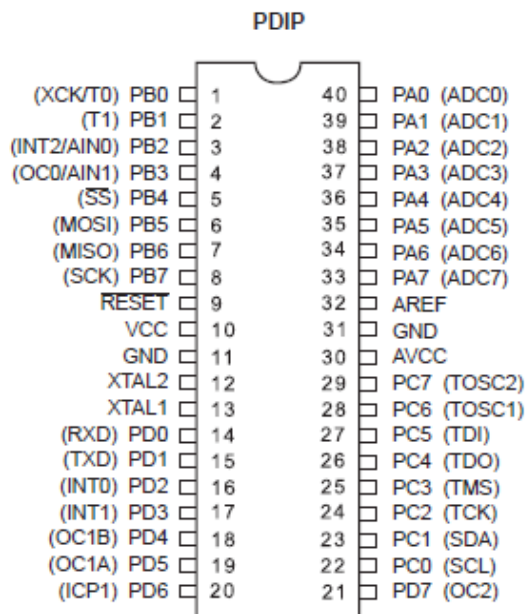 PDIP
(XCK/T0) PB0 1 40 PA0 (ADC0)
(T1) PB1 2 39 PA1 (ADC1)
(INT2/AIN0) PB2 3 38 PA2 (ADC2)
(OC0/AIN1) PB3 4 37 PA3 (ADC3)
(SS) PB4 5 36 PA4 (ADC4)
(MOSI) PB5 6 35 PA5 (ADC5)
(MISO) PB6 7 34 PA6 (ADC6)
(SCK) PB7 8 33 PA7 (ADC7)
RESET 9 32 AREF
VCC 10 31 GND
GND 11 30 AVCC
XTAL2 12 29 PC7 (TOSC2)
XTAL1 13 28 PC6 (TOSC1)
(RXD) PD0 14 27 PC5 (TDI)
(TXD) PD1 15 26 PC4 (TDO)
(INT0) PD2 16 25 PC3 (TMS)
(INT1) PD3 17 24 PC2 (TCK)
(OC1B) PD4 18 23 PC1 (SDA)
(OC1A) PD5 19 22 PC0 (SCL)
(ICP1) PD6 20 21 PD7 (OC2)